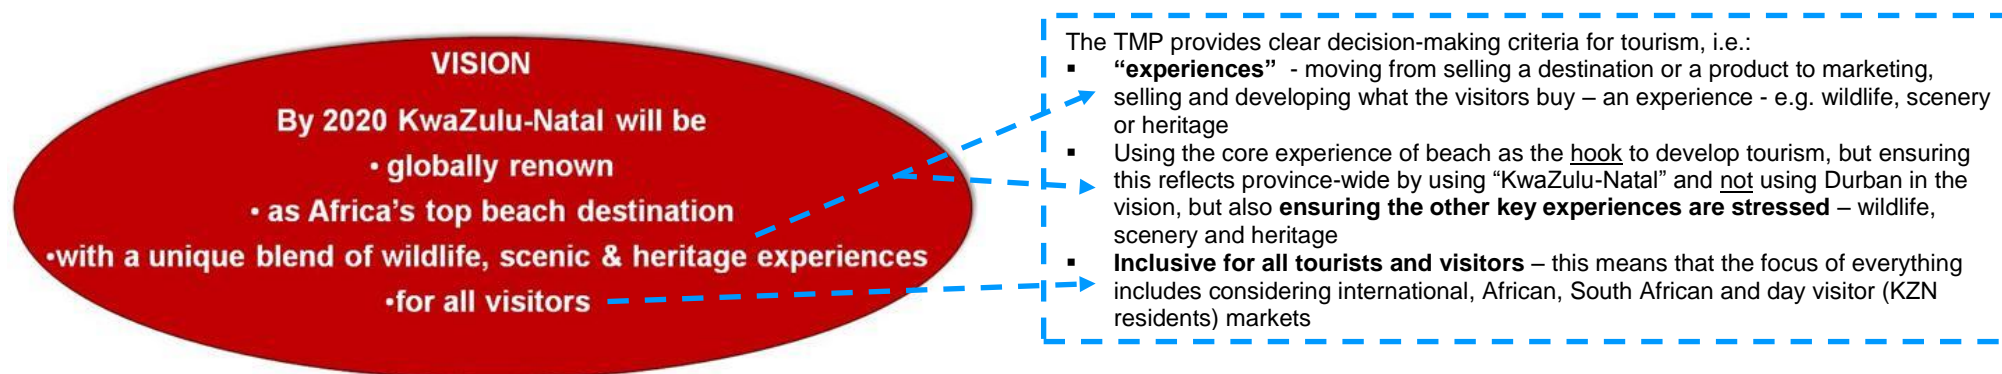 VISION
By 2020 KwaZulu-Natal will be
• globally renown
• as Africa's top beach destination
•with a unique blend of wildlife, scenic & heritage experiences
•for all visitors
The TMP provides clear decision-making criteria for tourism, i.e.:
▪ “experiences” - moving from selling a destination or a product to marketing,
selling and developing what the visitors buy – an experience - e.g. wildlife, scenery
or heritage
▪ Using the core experience of beach as the hook to develop tourism, but ensuring
this reflects province-wide by using “KwaZulu-Natal” and not using Durban in the
vision, but also ensuring the other key experiences are stressed – wildlife,
scenery and heritage
▪ Inclusive for all tourists and visitors – this means that the focus of everything
includes considering international, African, South African and day visitor (KZN
residents) markets